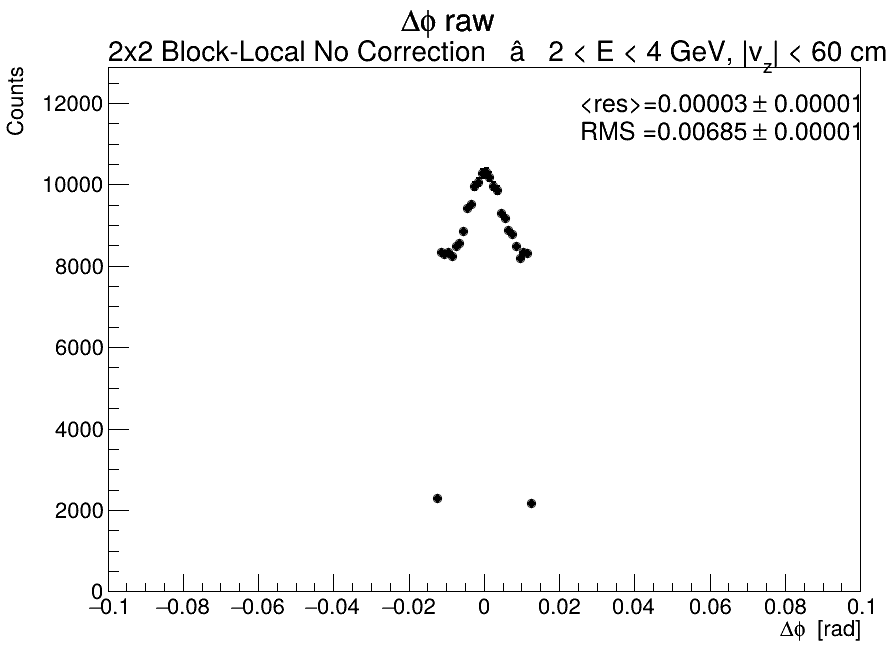 Δϕ raw
2x2 Block-Local No Correction â 2 < E < 4 GeV, |v_z| < 60 cm
<res>=0.00003 ± 0.00001
RMS =0.00685 ± 0.00001
Counts
12000
10000
8000
6000
4000
2000
0
−0.1 −0.08 −0.06 −0.04 −0.02 0 0.02 0.04 0.06 0.08 0.1
Δϕ [rad]